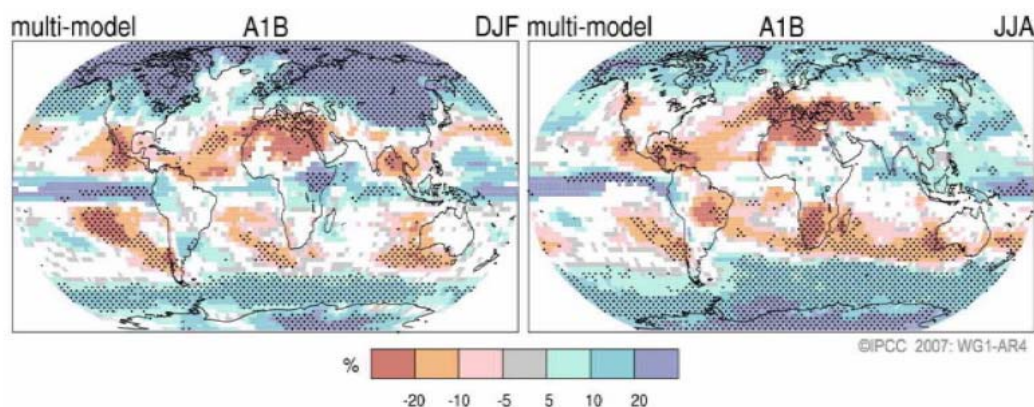 multi-model A1B DJF
multi-model A1B JJA
©IPCC 2007: WG1-AR4
%
-20 -10 -5 5 10 20